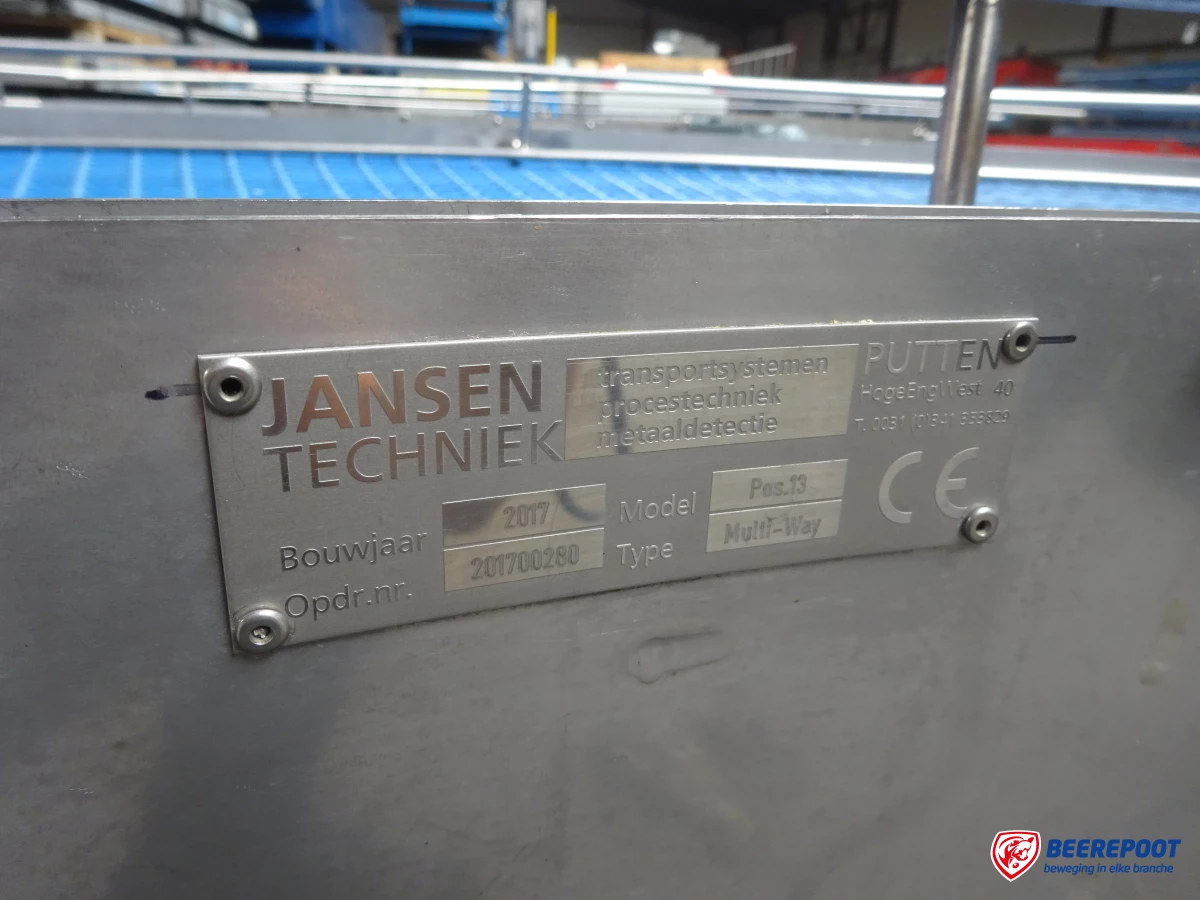 JANSEN
TECHNIEK
transportsystemen
procestechniek
metaaldetectie
PUTTEN
HogeEngWest 40
T. 0031 (0)341 353829
Bouwjaar 2017
Opdr.nr. 201700280
Model Pos.13
Type Multi-Way
CE
BEEREPOOT
beweging in elke branche